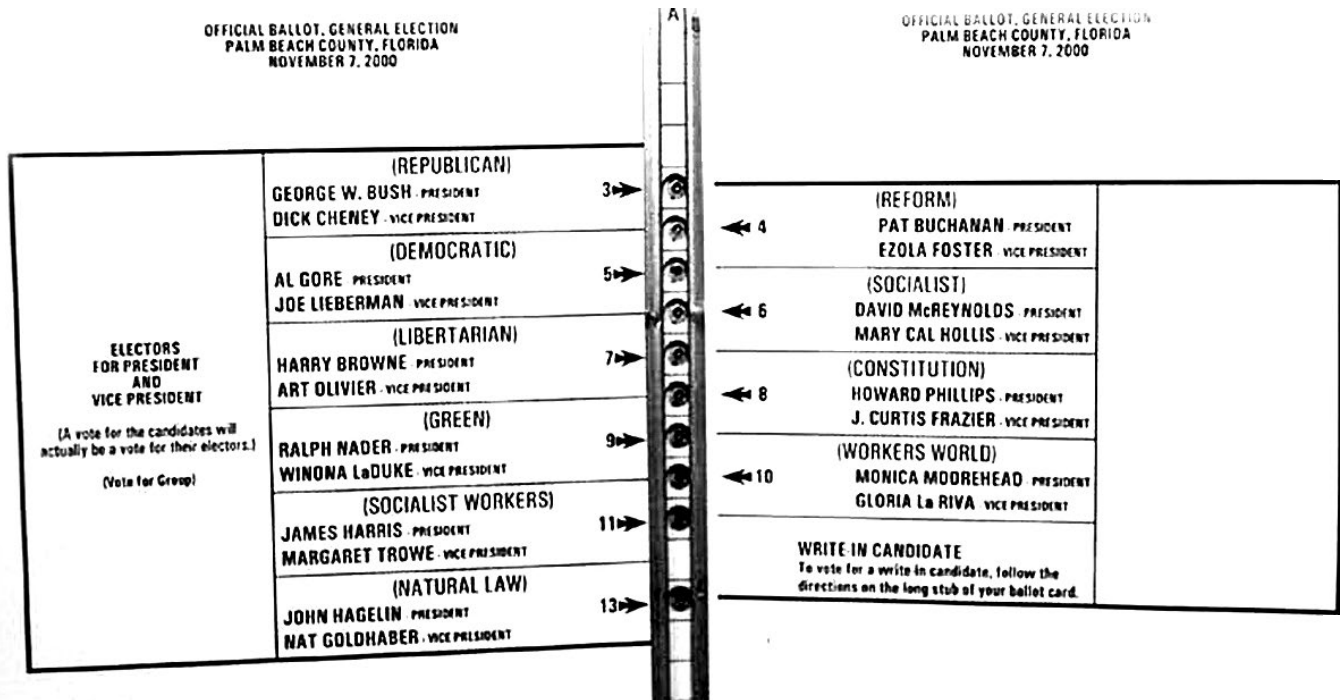 OFFICIAL BALLOT, GENERAL ELECTION
PALM BEACH COUNTY, FLORIDA
NOVEMBER 7, 2000
ELECTORS
FOR PRESIDENT
AND
VICE PRESIDENT
(A vote for the candidates will
actually be a vote for their electors.)
(Vote for Group)
(REPUBLICAN)
GEORGE W. BUSH - PRESIDENT
DICK CHENEY - VICE PRESIDENT
3
(DEMOCRATIC)
AL GORE - PRESIDENT
JOE LIEBERMAN - VICE PRESIDENT
5
(LIBERTARIAN)
HARRY BROWNE - PRESIDENT
ART OLIVIER - VICE PRESIDENT
7
(GREEN)
RALPH NADER - PRESIDENT
WINONA LaDUKE - VICE PRESIDENT
9
(SOCIALIST WORKERS)
JAMES HARRIS - PRESIDENT
MARGARET TROWE - VICE PRESIDENT
11
(NATURAL LAW)
JOHN HAGELIN - PRESIDENT
NAT GOLDHABER - VICE PRESIDENT
13
A
OFFICIAL BALLOT, GENERAL ELECTION
PALM BEACH COUNTY, FLORIDA
NOVEMBER 7, 2000
(REFORM)
4
PAT BUCHANAN - PRESIDENT
EZOLA FOSTER - VICE PRESIDENT
(SOCIALIST)
6
DAVID McREYNOLDS - PRESIDENT
MARY CAL HOLLIS - VICE PRESIDENT
(CONSTITUTION)
8
HOWARD PHILLIPS - PRESIDENT
J. CURTIS FRAZIER - VICE PRESIDENT
(WORKERS WORLD)
10
MONICA MOOREHEAD - PRESIDENT
GLORIA La RIVA - VICE PRESIDENT
WRITE-IN CANDIDATE
To vote for a write-in candidate, follow the
directions on the long stub of your ballot card.